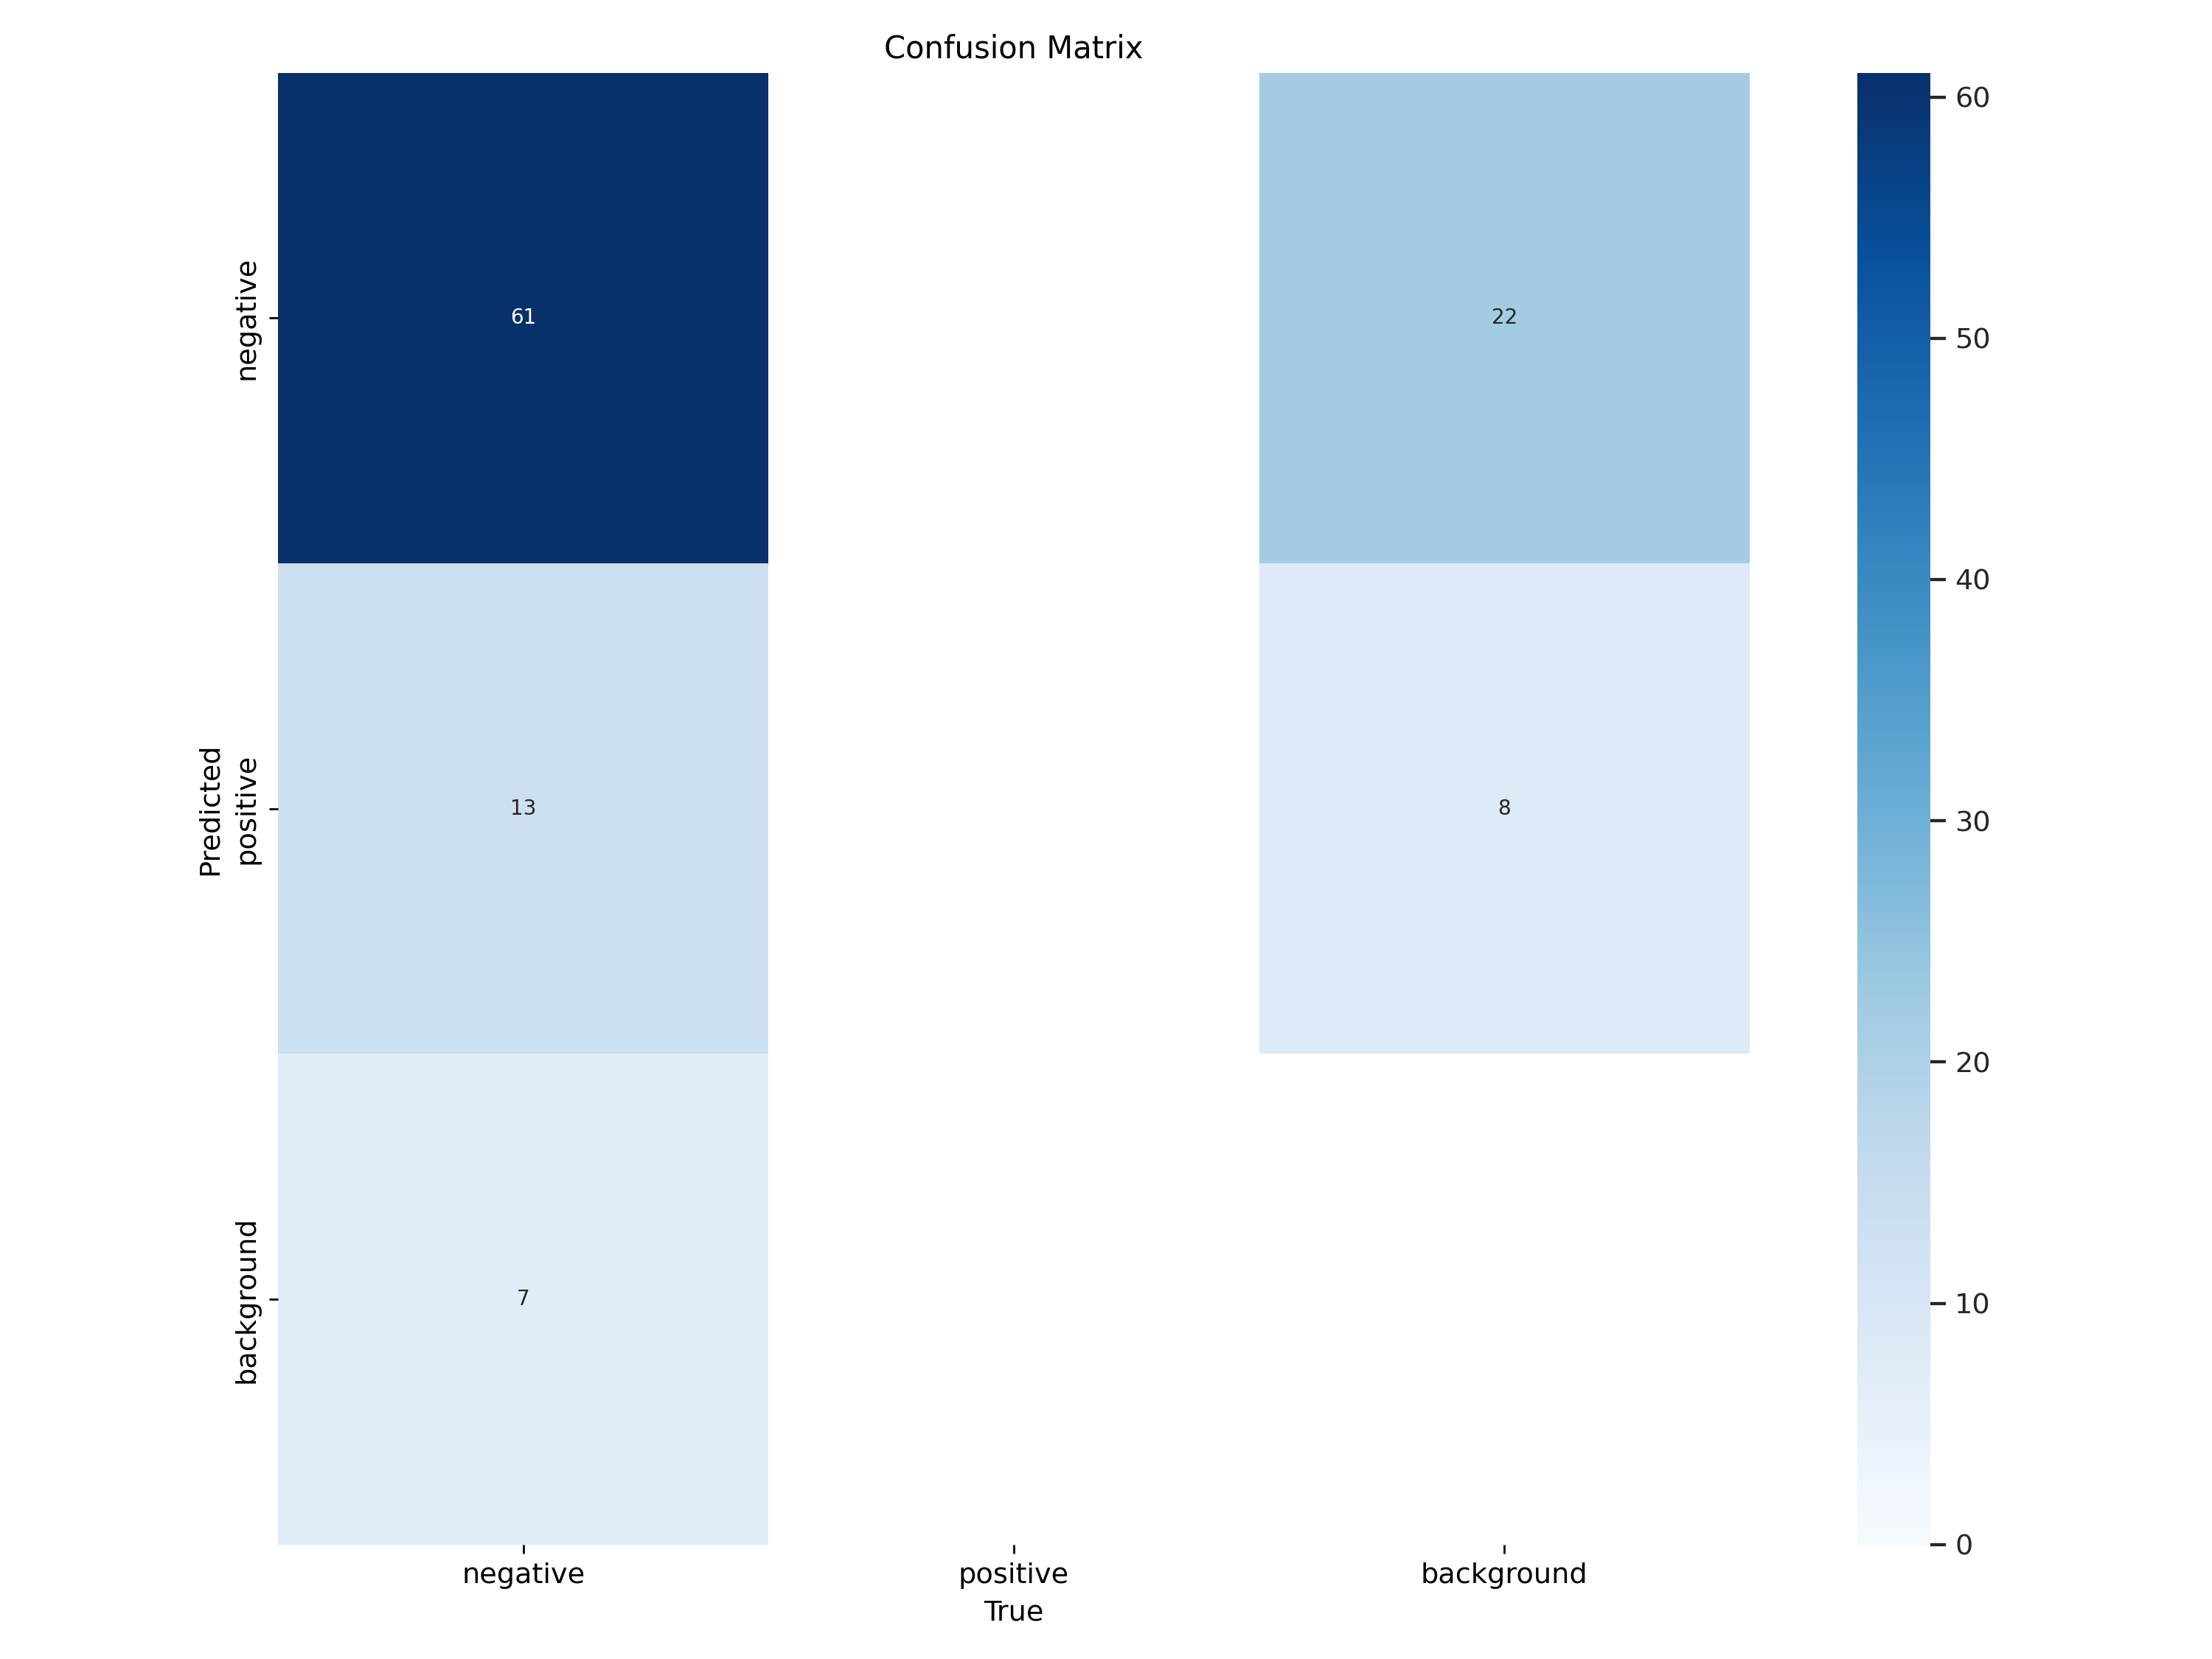 Confusion Matrix
negative
61
22
60
50
40
30
20
10
0
Predicted
positive
13
8
background
7
negative
positive
background
True